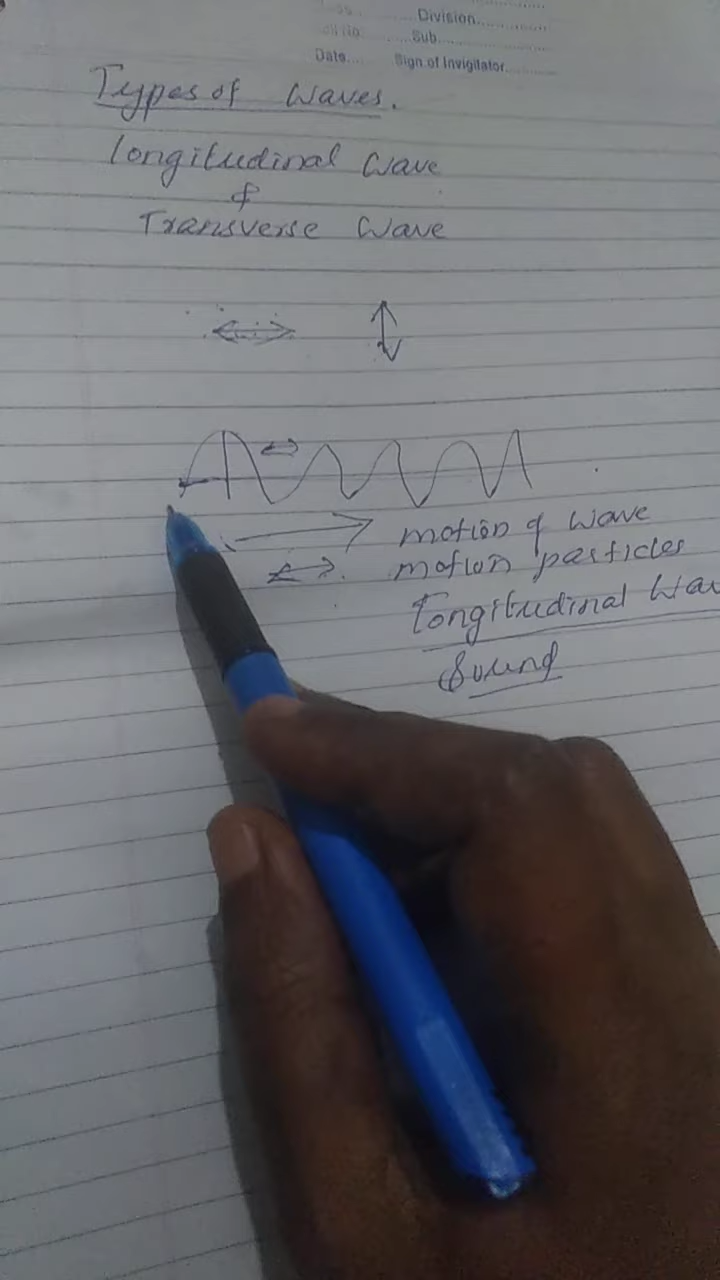 Division..........
Sub..........
Date.... Sign of Invigilator..........
Types of Waves.
Longitudinal Wave
&
Transverse Wave
motion of wave
motion particles
Longitudinal Wav
Sound